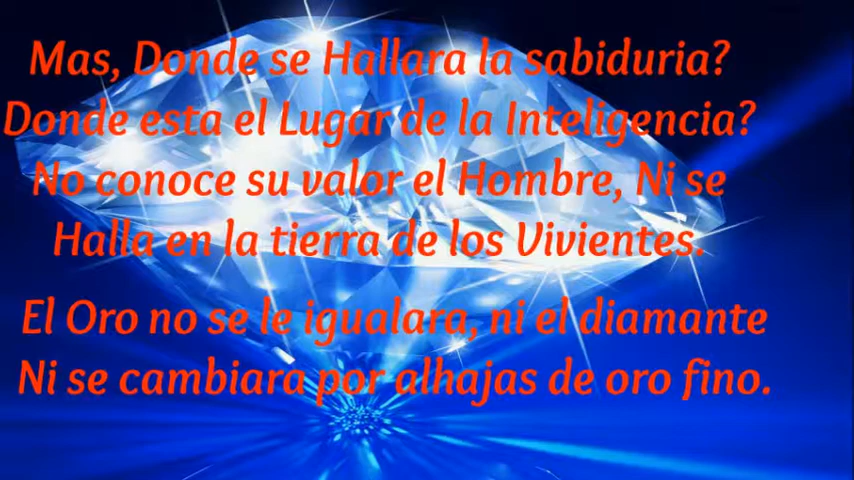 Mas, Donde se Hallara la sabiduria?
Donde esta el Lugar de la Inteligencia?
No conoce su valor el Hombre, Ni se
Halla en la tierra de los Vivientes.
El Oro no se le igualara, ni el diamante
Ni se cambiara por alhajas de oro fino.